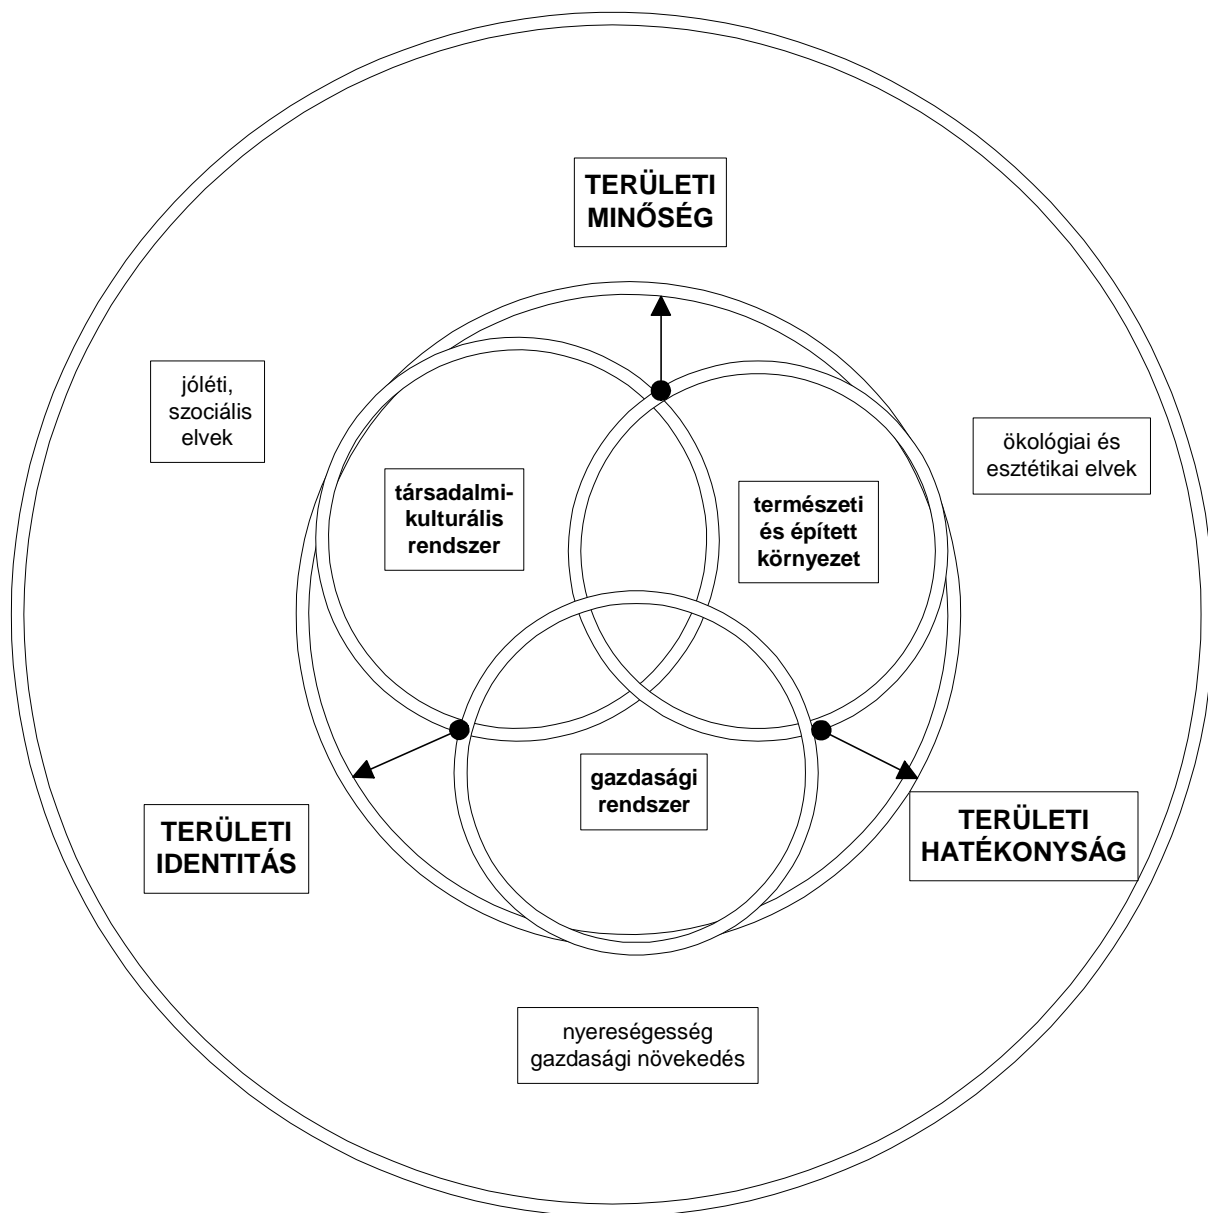 TERÜLETI
MINŐSÉG
jóléti,
szociális
elvek
ökológiai és
esztétikai elvek
társadalmi-
kulturális
rendszer
természeti
és épített
környezet
gazdasági
rendszer
TERÜLETI
IDENTITÁS
TERÜLETI
HATÉKONYSÁG
nyereségesség
gazdasági növekedés